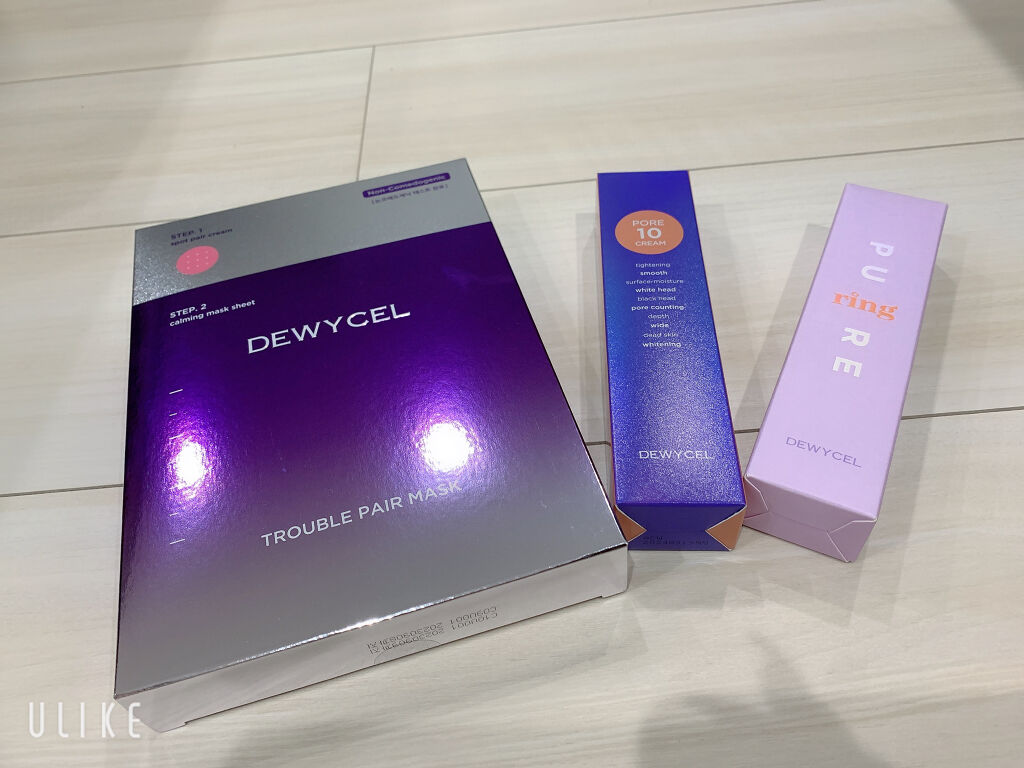 Non-Comedogenic
STEP. 1
spot pair cream
STEP. 2
calming mask sheet
DEWYCEL
TROUBLE PAIR MASK
PORE
10
CREAM
tightening
smooth
surface-moisture
white head
black head
pore counting:
depth
wide
dead skin
whitening
DEWYCEL
PU
ring
RE
DEWYCEL
ULIKE